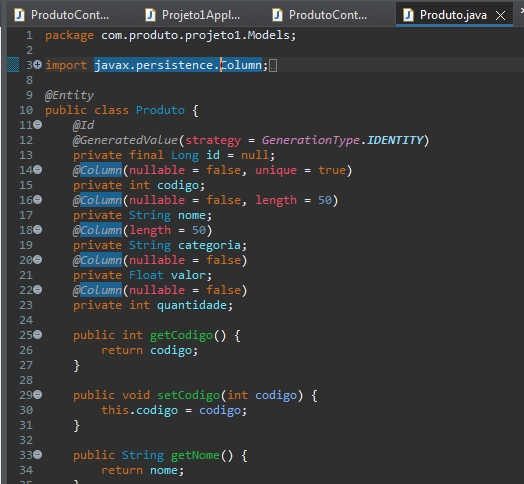 ProdutoCont... Projeto1Appl... ProdutoCont... Produto.java ×
1 package com.produto.projeto1.Models;
2
3 import javax.persistence.Column;
8
9 @Entity
10 public class Produto {
11 @Id
12 @GeneratedValue(strategy = GenerationType.IDENTITY)
13 private final Long id = null;
14 @Column(nullable = false, unique = true)
15 private int codigo;
16 @Column(nullable = false, length = 50)
17 private String nome;
18 @Column(length = 50)
19 private String categoria;
20 @Column(nullable = false)
21 private Float valor;
22 @Column(nullable = false)
23 private int quantidade;
24
25 public int getCodigo() {
26 return codigo;
27 }
28
29 public void setCodigo(int codigo) {
30 this.codigo = codigo;
31 }
32
33 public String getNome() {
34 return nome;